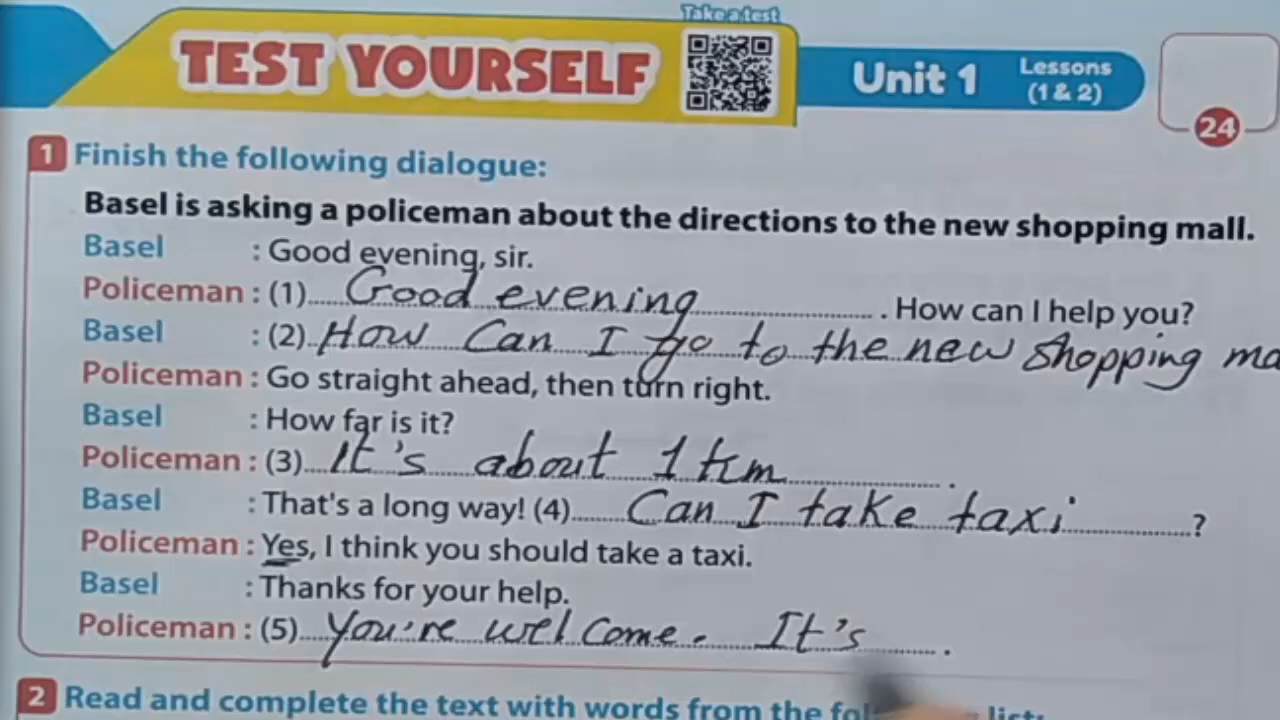 Take a test
TEST YOURSELF
Unit 1 Lessons (1 & 2)
24
1 Finish the following dialogue:
Basel is asking a policeman about the directions to the new shopping mall.
Basel : Good evening, sir.
Policeman : (1) Good evening. How can I help you?
Basel : (2) How Can I go to the new shopping
Policeman : Go straight ahead, then turn right.
Basel : How far is it?
Policeman : (3) It's about 1 km.
Basel : That's a long way! (4) Can I take taxi?
Policeman : Yes, I think you should take a taxi.
Basel : Thanks for your help.
Policeman : (5) You're welcome. It's.
2 Read and complete the text with words from the